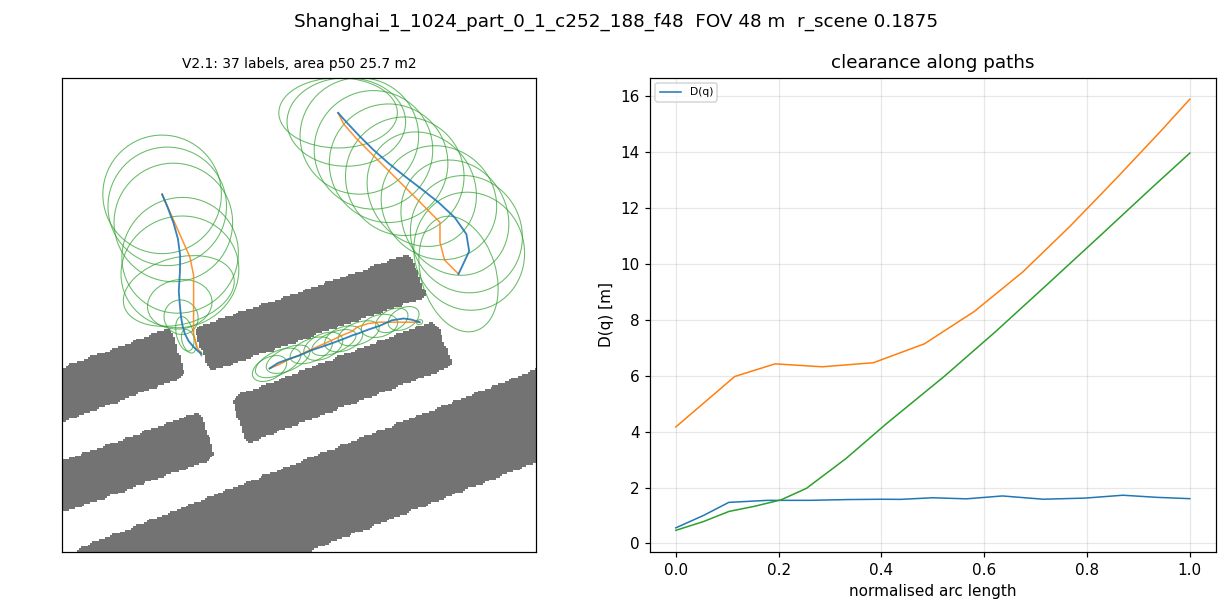 Shanghai_1_1024_part_0_1_c252_188_f48  FOV 48 m  r_scene 0.1875
V2.1: 37 labels, area p50 25.7 m2
clearance along paths
D(q)
D(q) [m]
16
14
12
10
8
6
4
2
0
0.0 0.2 0.4 0.6 0.8 1.0
normalised arc length